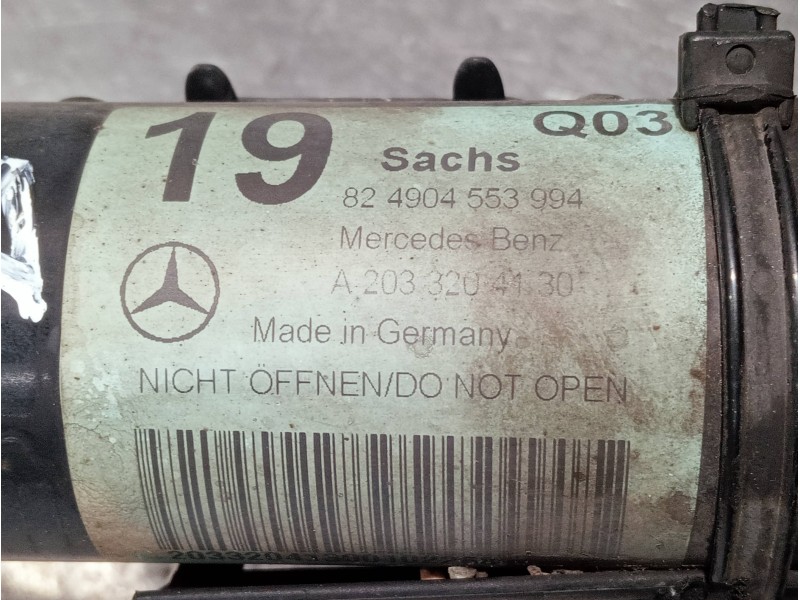 19
Q03
Sachs
82 4904 553 994
Mercedes Benz
A 203 320 41 30
Made in Germany
NICHT ÖFFNEN/DO NOT OPEN